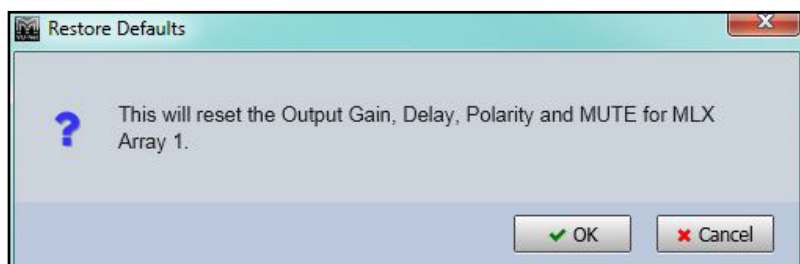 Restore Defaults
This will reset the Output Gain, Delay, Polarity and MUTE for MLX
Array 1.
OK
Cancel